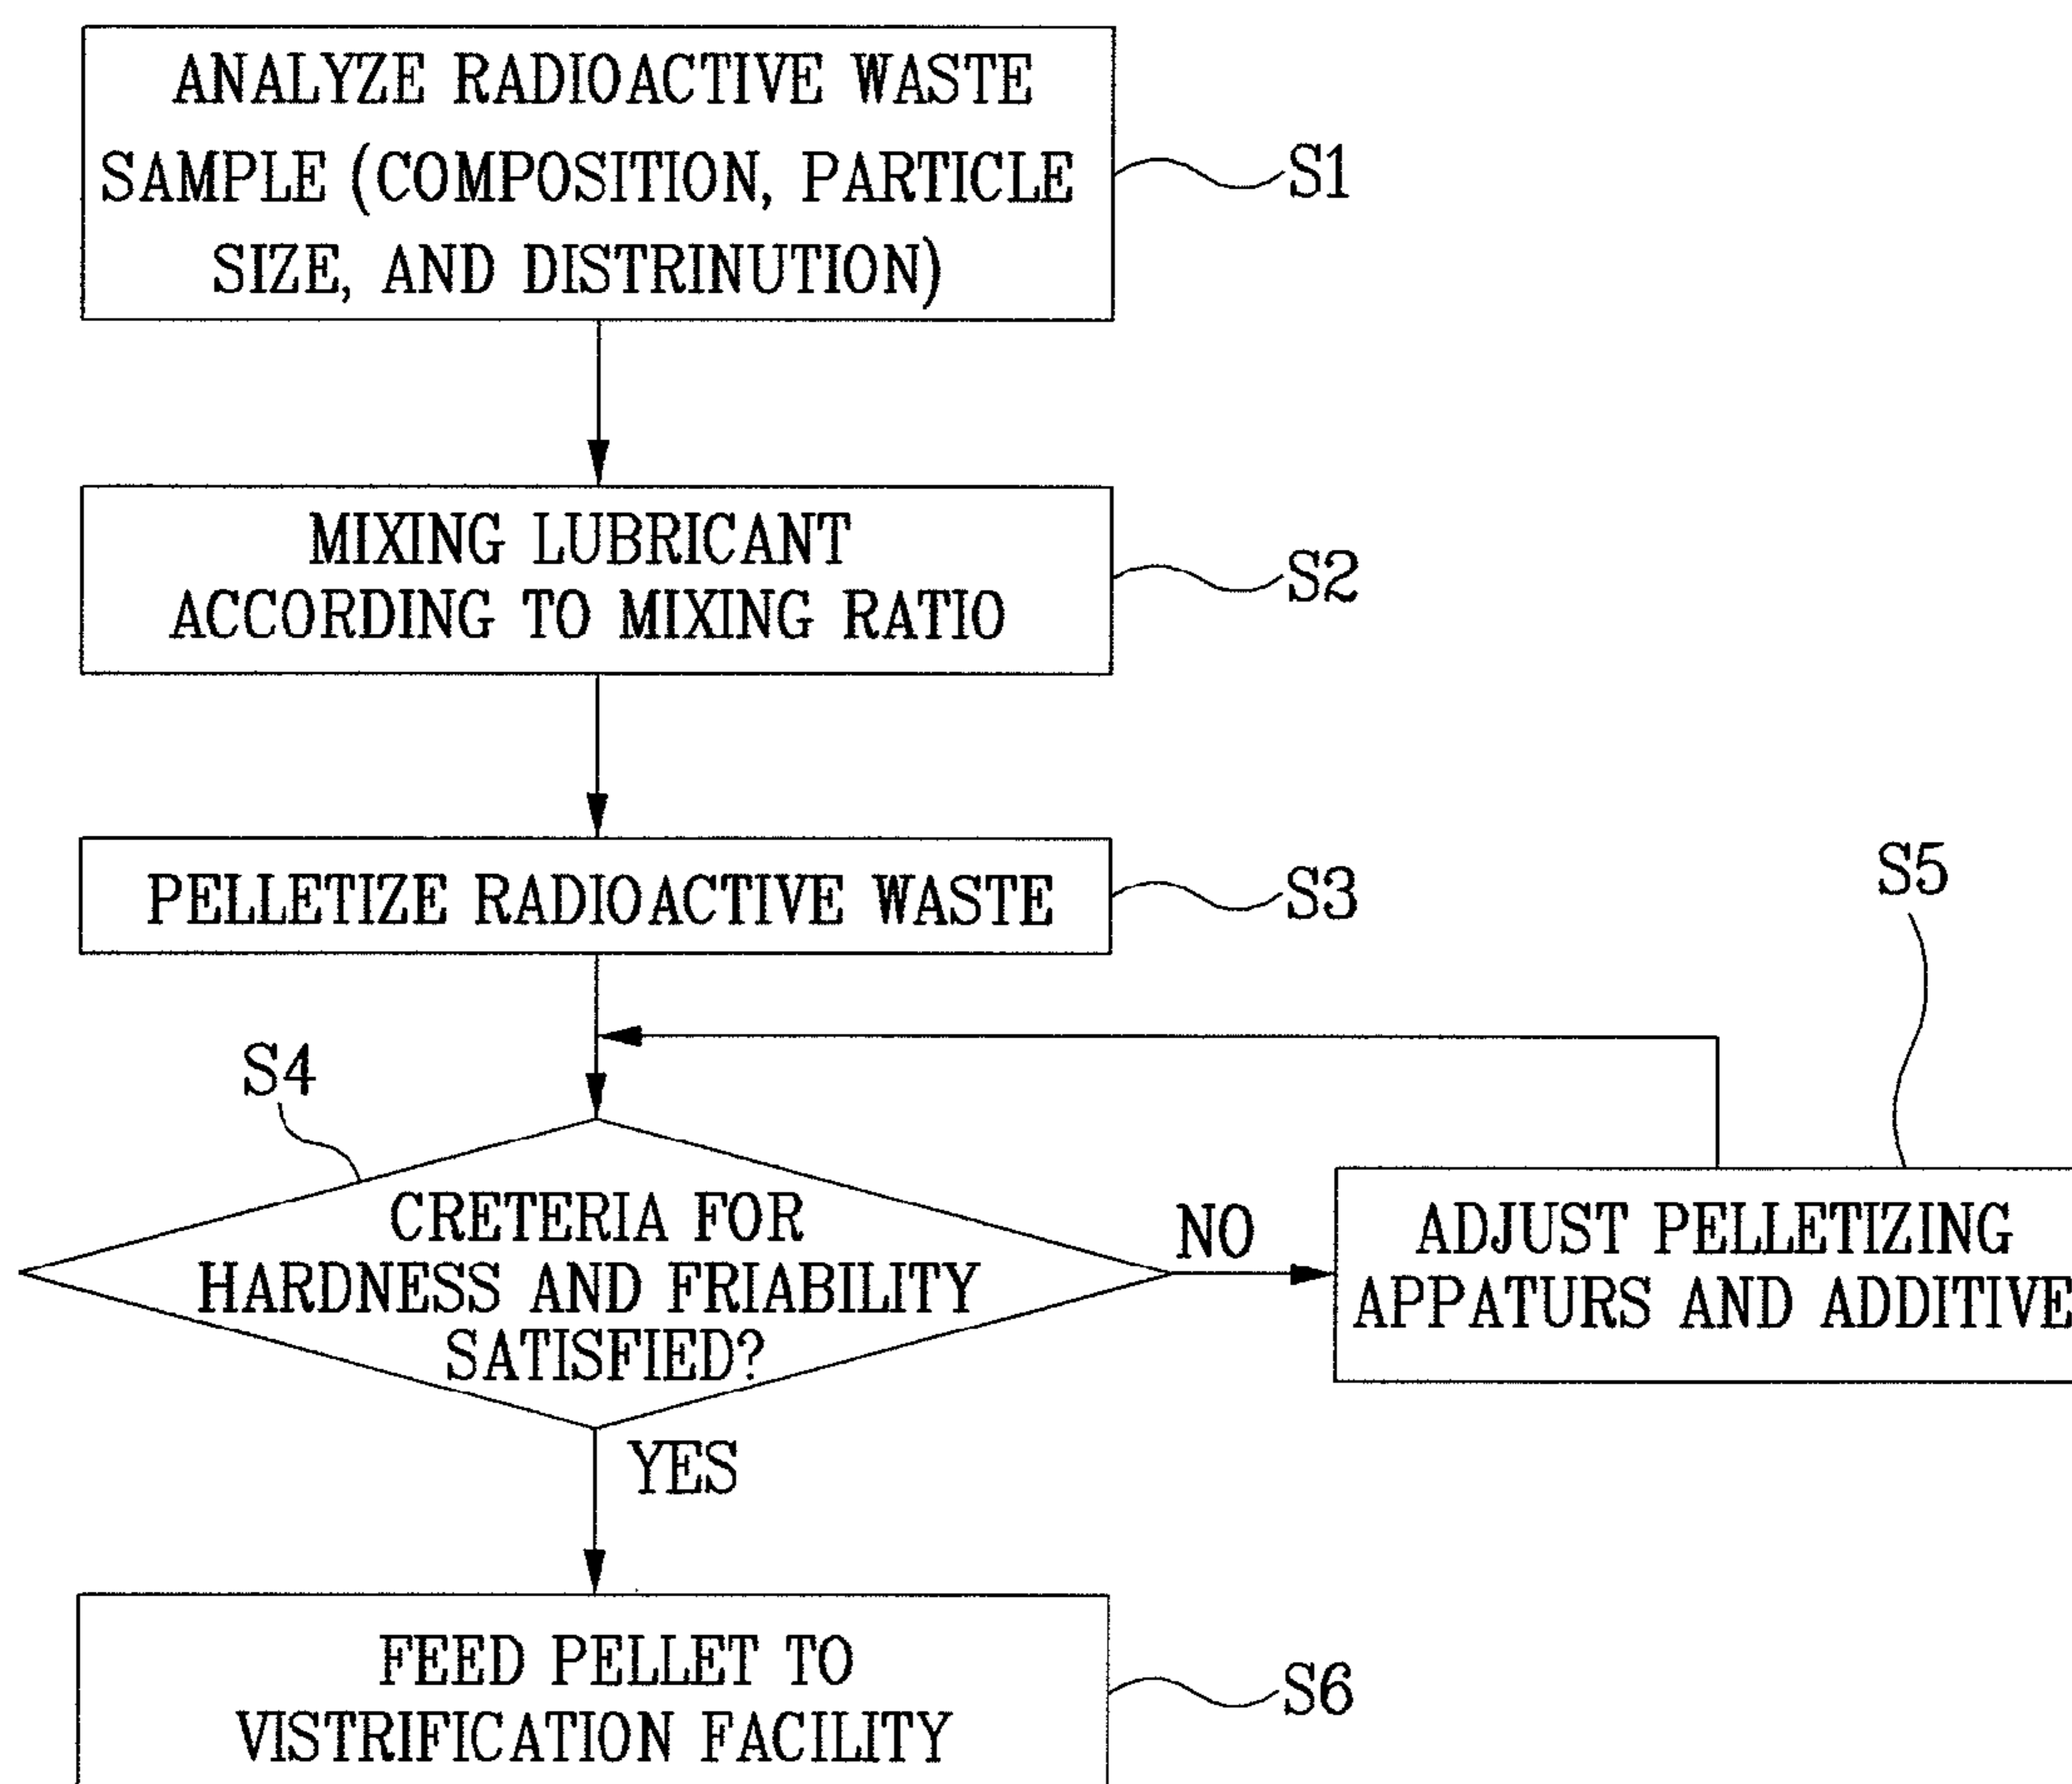 ANALYZE RADIOACTIVE WASTE
SAMPLE (COMPOSITION, PARTICLE
SIZE, AND DISTRINUTION)
S1
MIXING LUBRICANT
ACCORDING TO MIXING RATIO
S2
PELLETIZE RADIOACTIVE WASTE
S3
S4
CRETERIA FOR
HARDNESS AND FRIABILITY
SATISFIED?
NO
S5
ADJUST PELLETIZING
APPATURS AND ADDITIVE
YES
FEED PELLET TO
VISTRIFICATION FACILITY
S6